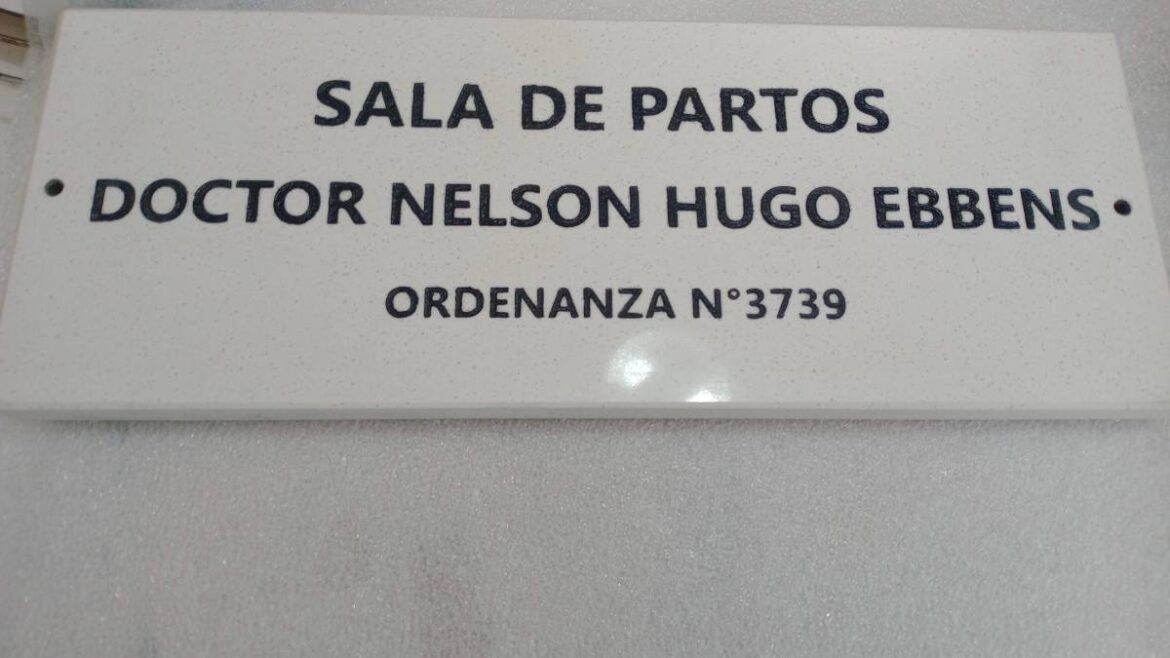 SALA DE PARTOS
DOCTOR NELSON HUGO EBBENS
ORDENANZA N°3739